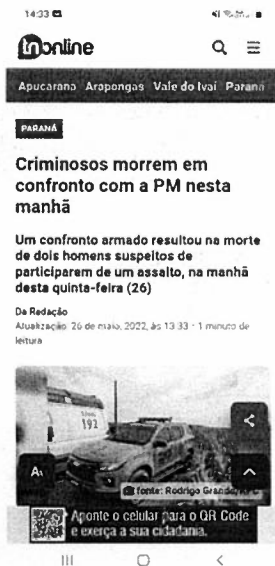 14:33
tnonline
Apucarana Arapongas Vale do Ivaí Paraná
PARANÁ
Criminosos morrem em
confronto com a PM nesta
manhã
Um confronto armado resultou na morte
de dois homens suspeitos de
participarem de um assalto, na manhã
desta quinta-feira (26)
Da Redação
Atualização 26 de maio, 2022, às 13:33 - 1 minuto de
leitura
192
fonte: Rodrigo
Aponte o celular para o QR Code
e exerça a sua cidadania.